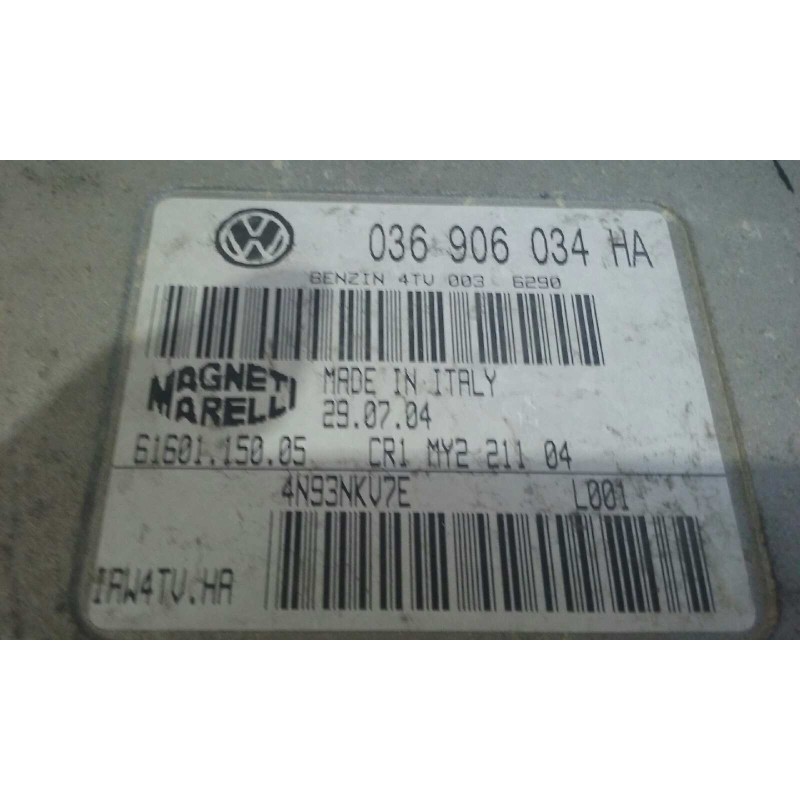 036 906 034 HA
BENZIN 4TV 003 6290
MAGNETI MARELLI
MADE IN ITALY
29.07.04
61601.150.05 CR1 MY2 211 04
4N93NKV7E L001
IAW4TV.HA